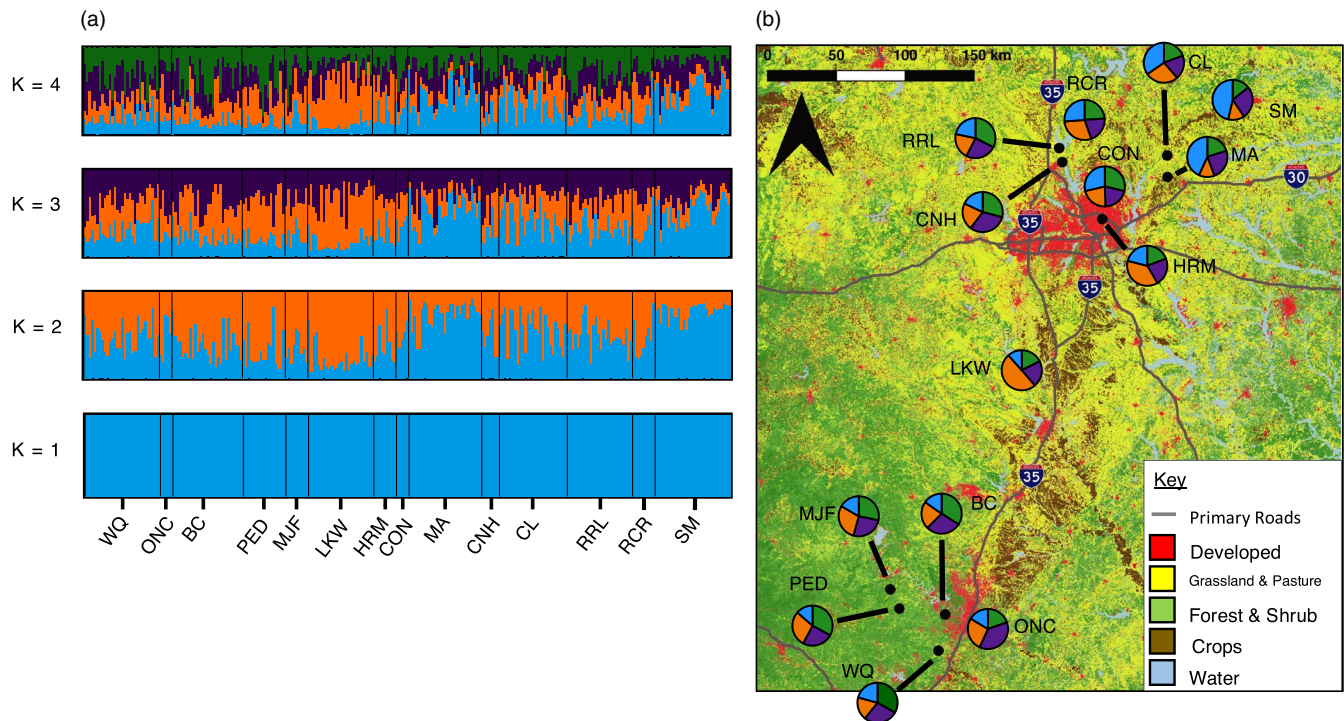 (a)
K = 4
K = 3
K = 2
K = 1
WQ
ONC
BC
PED
MJF
LKW
HRM
CON
MA
CNH
CL
RRL
RCR
SM
(b)
0 50 100 150 km
CL
RCR
35
SM
RRL
CON
MA
30
CNH
35
HRM
35
LKW
35
MJF
BC
PED
ONC
WQ
Key
Primary Roads
Developed
Grassland & Pasture
Forest & Shrub
Crops
Water